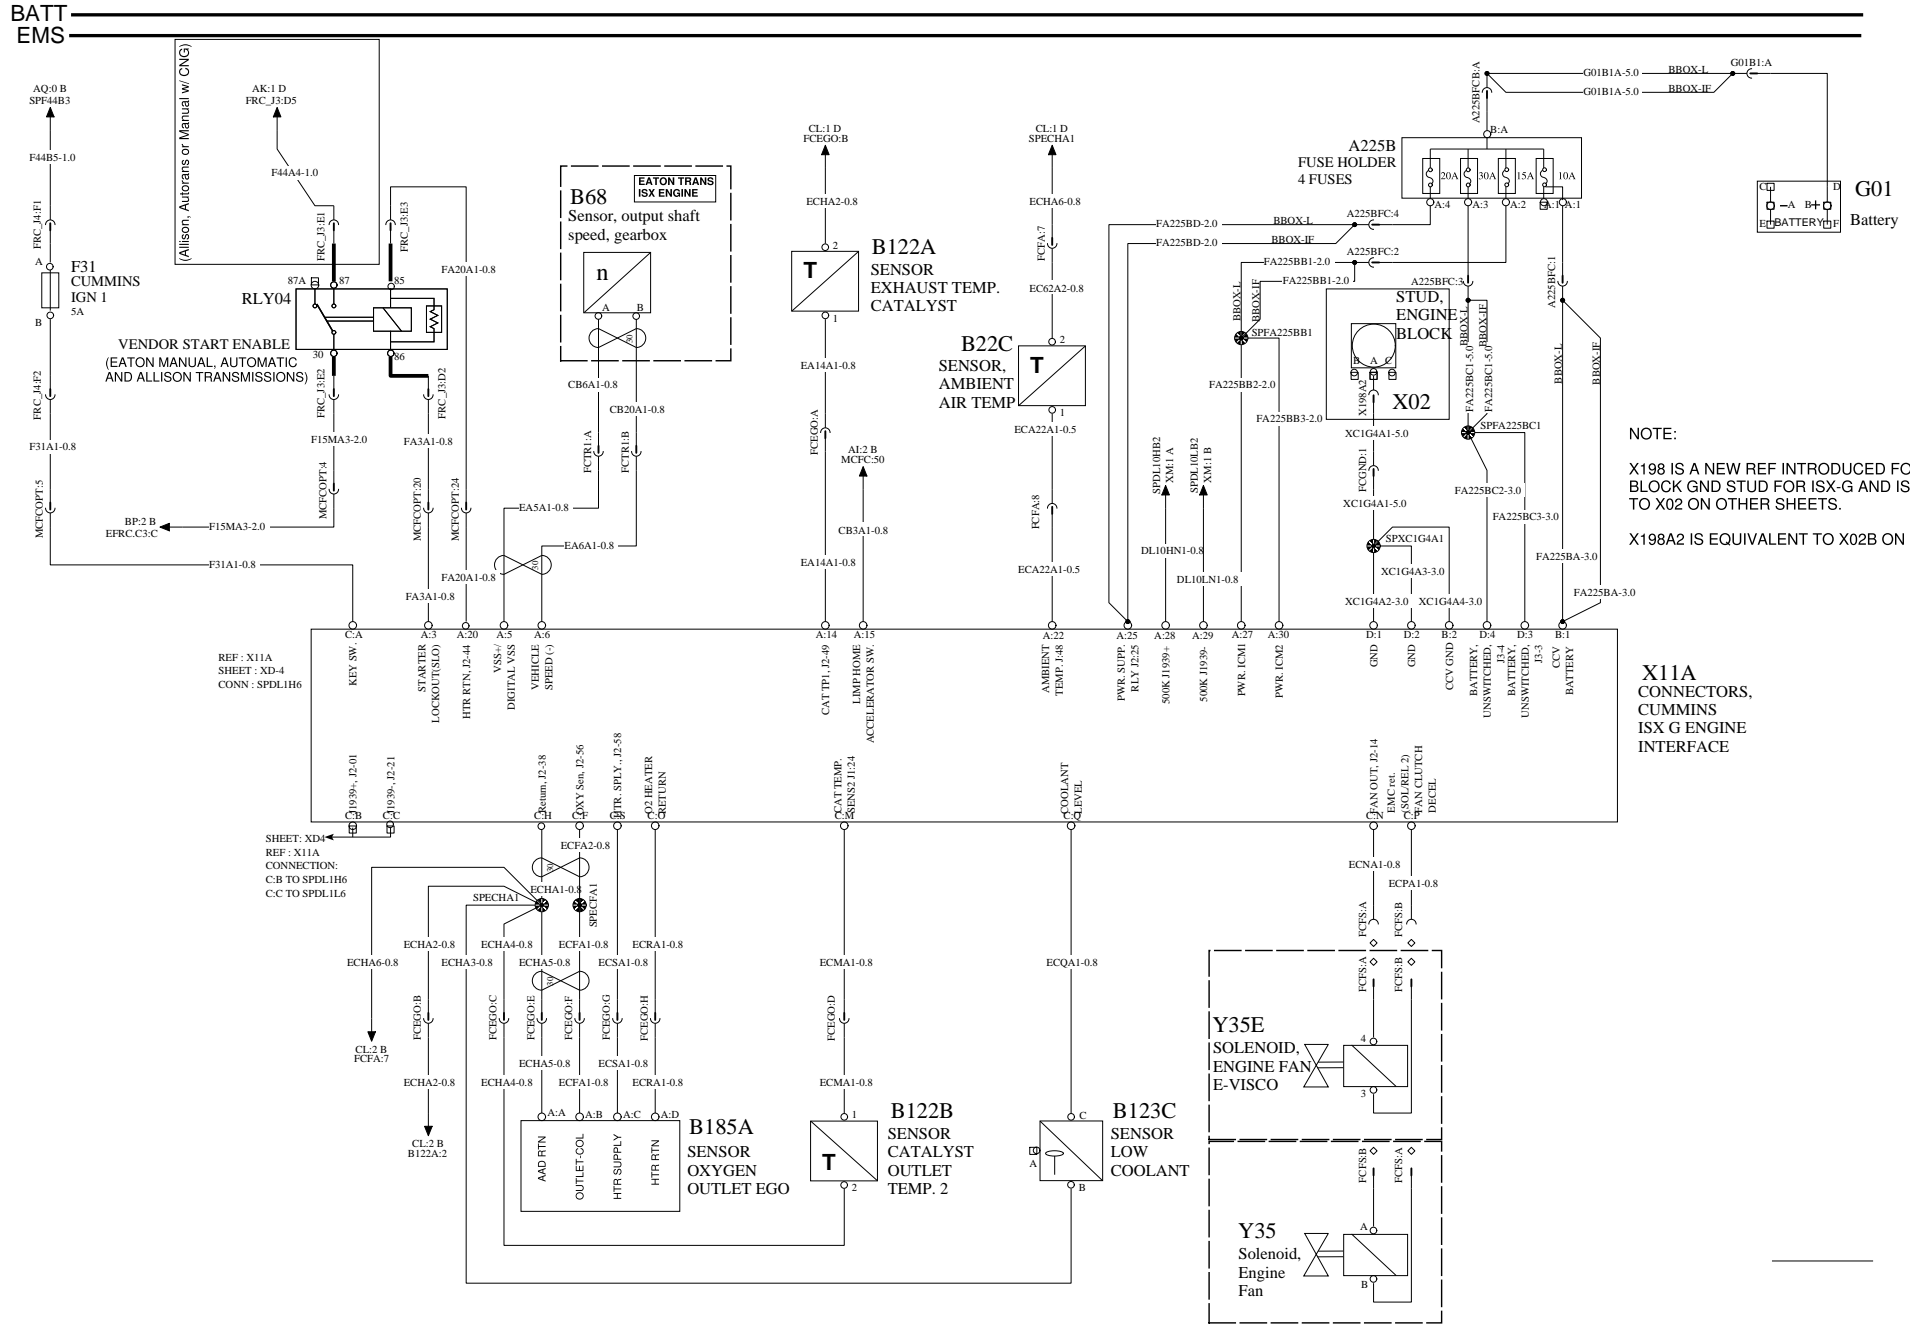 BATT
EMS
(Allison, Autorans or Manual w/ CNG)
AQ:0 B
SPF44B3
F44B5-1.0
FRC_J4:F1
A
F31
CUMMINS
IGN 1
5A
B
FRC_J4:F2
F31A1-0.8
MCFCOPT:5
F31A1-0.8
AK:1 D
FRC_J3:D5
F44A4-1.0
FRC_J3:E1
FRC_J3:E3
87A
87
85
RLY04
FA20A1-0.8
VENDOR START ENABLE
(EATON MANUAL, AUTOMATIC
AND ALLISON TRANSMISSIONS)
30
86
FRC_J3:E2
FRC_J3:D2
F15MA3-2.0
MCFCOPT:4
BP:2 B
EFRC.C3:C
F15MA3-2.0
FA3A1-0.8
MCFCOPT:20
MCFCOPT:24
FA20A1-0.8
FA3A1-0.8
B68
EATON TRANS
ISX ENGINE
Sensor, output shaft
speed, gearbox
n
A
B
30
CB6A1-0.8
CB20A1-0.8
FCTR1:A
FCTR1:B
EA5A1-0.8
EA6A1-0.8
30
CL:1 D
FCEGO:B
ECHA2-0.8
2
T
B122A
SENSOR
EXHAUST TEMP.
CATALYST
1
EA14A1-0.8
FCEGO:A
AI:2 B
MCFC:50
CB3A1-0.8
EA14A1-0.8
CL:1 D
SPECHA1
ECHA6-0.8
FCFA:7
EC62A2-0.8
2
T
B22C
SENSOR,
AMBIENT
AIR TEMP
1
ECA22A1-0.5
FCFA:8
ECA22A1-0.5
G01B1A-5.0
BBOX-L
G01B1:A
G01B1A-5.0
BBOX-IF
A225BFCB:A
B:A
A225B
FUSE HOLDER
4 FUSES
20A
30A
15A
10A
A:4
A:3
A:2
A:1
A:1
C
D
A
B+
E
BATTERY
F
G01
Battery
FA225BD-2.0
BBOX-L
A225BFC:4
FA225BD-2.0
BBOX-IF
FA225BB1-2.0
A225BFC:2
FA225BB1-2.0
A225BFC:3
A225BFC:1
BBOX-L
BBOX-IF
SPFA225BB1
STUD,
ENGINE
BLOCK
B
A
C
X198A2
X02
BBOX-L
BBOX-IF
FA225BC1-5.0
FA225BC1-5.0
BBOX-L
BBOX-IF
SPFA225BC1
FA225BB2-2.0
FA225BB3-2.0
XC1G4A1-5.0
FCGND:1
XC1G4A1-5.0
SPXC1G4A1
SPDL10HB2
XM:1 A
SPDL10LB2
XM:1 B
DL10HN1-0.8
DL10LN1-0.8
XC1G4A3-3.0
XC1G4A2-3.0
XC1G4A4-3.0
FA225BC2-3.0
FA225BC3-3.0
FA225BA-3.0
FA225BA-3.0
NOTE:
X198 IS A NEW REF INTRODUCED FO
BLOCK GND STUD FOR ISX-G AND IS
TO X02 ON OTHER SHEETS.
X198A2 IS EQUIVALENT TO X02B ON
REF : X11A
SHEET : XD-4
CONN : SPDL1H6
C:A
A:3
A:20
A:5
A:6
A:14
A:15
A:22
A:25
A:28
A:29
A:27
A:30
D:1
D:2
B:2
D:4
D:3
B:1
KEY SW.
STARTER
LOCKOUT(SLO)
HTR RTN, J2-44
VSS+/
DIGITAL VSS
VEHICLE
SPEED (-)
CAT TP1, J2-49
LIMP HOME
ACCELERATOR SW.
AMBIENT
TEMP. J:48
PWR. SUPP.
RLY J2:25
500K J1939+
500K J1939-
PWR. ICM1
PWR. ICM2
GND
GND
CCV GND
BATTERY,
UNSWITCHED,
J3-4
BATTERY,
UNSWITCHED,
J3-3
CCV
BATTERY
X11A
CONNECTORS,
CUMMINS
ISX G ENGINE
INTERFACE
J1939+, J2-01
J1939-, J2-21
Return, J2-38
OXY Sen, J2-56
HTR. SPLY., J2-58
O2 HEATER
RETURN
CAT TEMP.
SENS2 J1:24
COOLANT
LEVEL
FAN OUT, J2-14
EMC ret.
(SOL/REL 2)
FAN CLUTCH
DECEL
C:B
C:C
C:H
C:F
C:S
C:O
C:M
C:Q
C:N
C:P
SHEET: XD4
REF : X11A
CONNECTION:
C:B TO SPDL1H6
C:C TO SPDL1L6
ECFA2-0.8
30
ECHA1-0.8
SPECHA1
SPECFA1
ECHA2-0.8
ECHA4-0.8
ECFA1-0.8
ECRA1-0.8
ECHA6-0.8
ECHA3-0.8
ECHA5-0.8
ECSA1-0.8
30
FCEGO:B
FCEGO:C
FCEGO:E
FCEGO:F
FCEGO:G
FCEGO:H
CL:2 B
FCFA:7
ECHA5-0.8
ECSA1-0.8
ECHA2-0.8
ECHA4-0.8
ECFA1-0.8
ECRA1-0.8
CL:2 B
B122A:2
A:A
A:B
A:C
A:D
AAD RTN
OUTLET-COL
HTR SUPPLY
HTR RTN
B185A
SENSOR
OXYGEN
OUTLET EGO
ECMA1-0.8
FCEGO:D
ECMA1-0.8
1
T
2
B122B
SENSOR
CATALYST
OUTLET
TEMP. 2
ECQA1-0.8
C
A
B
B123C
SENSOR
LOW
COOLANT
ECNA1-0.8
ECPA1-0.8
FCFS:A
FCFS:B
FCFS:A
FCFS:B
Y35E
SOLENOID,
ENGINE FAN
E-VISCO
4
3
FCFS:B
FCFS:A
Y35
Solenoid,
Engine
Fan
A
B